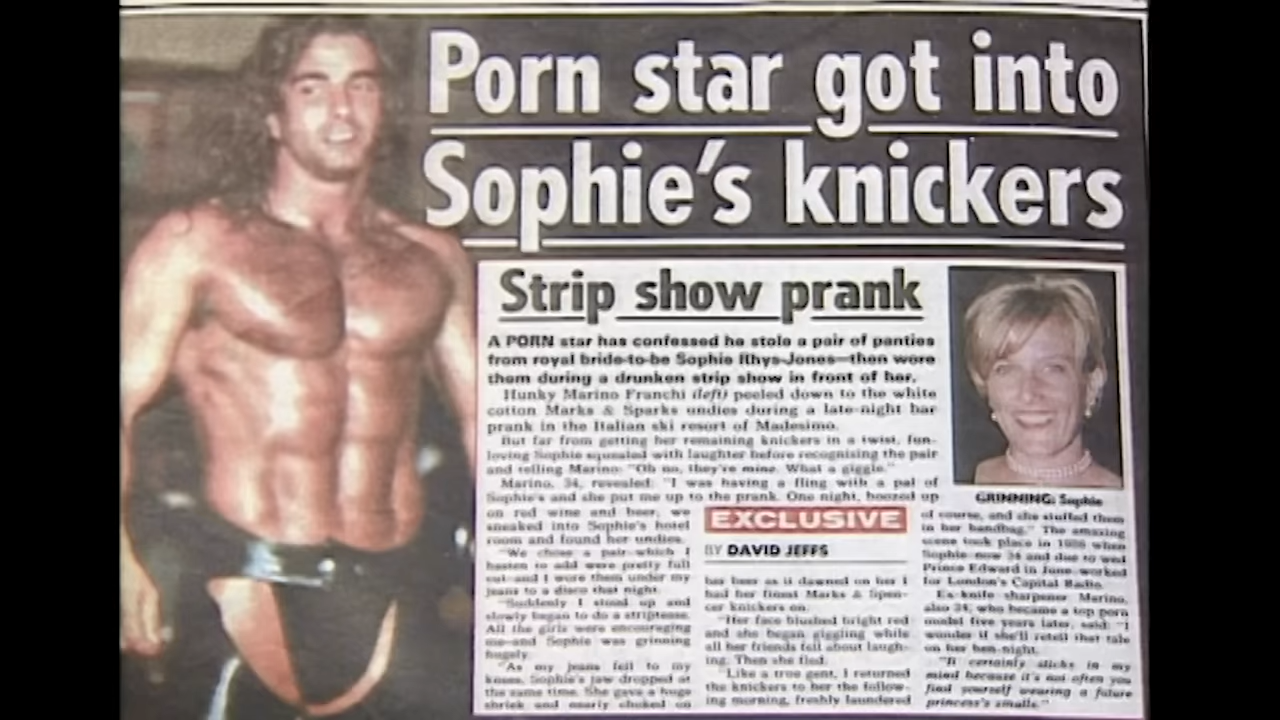 Porn star got into
Sophie's knickers
Strip show prank
A PORN star has confessed he stole a pair of panties
from royal bride-to-be Sophie Rhys-Jones—then wore
them during a drunken strip show in front of her.
Hunky Marino Franchi (left) peeled down to the white
cotton Marks & Sparks undies during a late-night bar
prank in the Italian ski resort of Madesimo.
But far from getting her remaining knickers in a twist, fun-
loving Sophie squealed with laughter before recognising the pair
and telling Marino: "Oh no, they're mine. What a giggle."
Marino, 34, revealed: "I was having a fling with a pal of
Sophie's and she put me up to the prank. One night, boozed up
on red wine and beer, we
sneaked into Sophie's hotel
room and found her undies.
"We chose a pair which I
hasten to add were pretty full
cut—and I wore them under my
jeans to a disco that night.
"Suddenly I stood up and
slowly began to do a striptease.
All the girls were encouraging
me—and Sophie was grinning
hugely.
"As my jeans fell to my
knees, Sophie's jaw dropped at
the same time. She gave a huge
shriek and nearly choked on
EXCLUSIVE
BY DAVID JEFFS
her beer as it dawned on her I
had her finest Marks & Spen-
cer knickers on.
"Her face blushed bright red
and she began giggling while
all her friends fell about laugh-
ing. Then she fled.
"Like a true gent, I returned
the knickers to her the follow-
ing morning, freshly laundered
GRINNING: Sophie
of course, and she stuffed them
in her handbag." The amazing
scene took place in 1986 when
Sophie—now 34 and due to wed
Prince Edward in June—worked
for London's Capital Radio.
Ex-knife sharpener Marino,
also 34, who became a top porn
model five years later, said: "I
wonder if she'll retell that tale
on her hen-night.
"It certainly sticks in my
mind because it's not often you
find yourself wearing a future
princess's smalls."